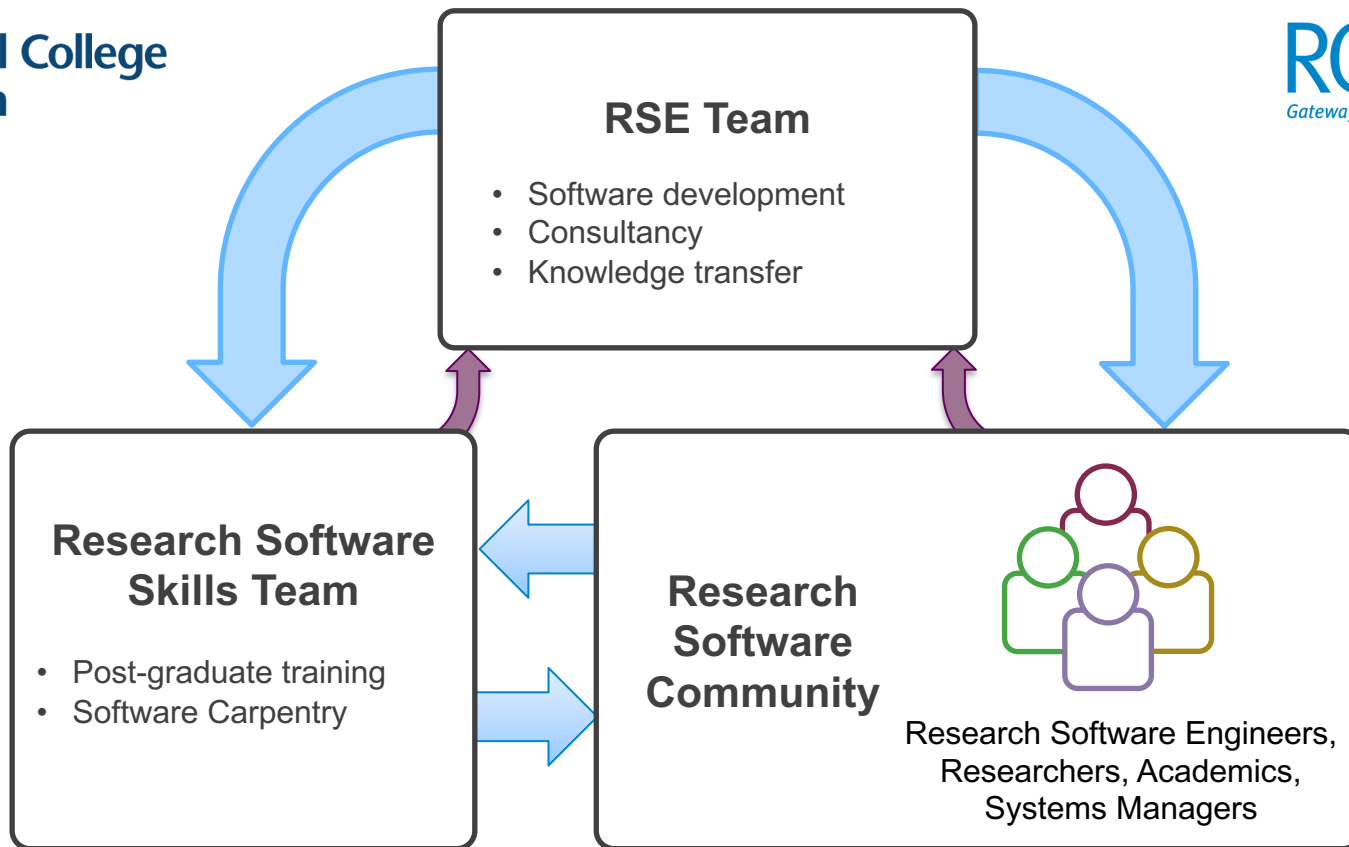 College
RSE Team
Gateway
• Software development
• Consultancy
• Knowledge transfer
Research Software
Skills Team
• Post-graduate training
• Software Carpentry
Research
Software
Community
Research Software Engineers,
Researchers, Academics,
Systems Managers